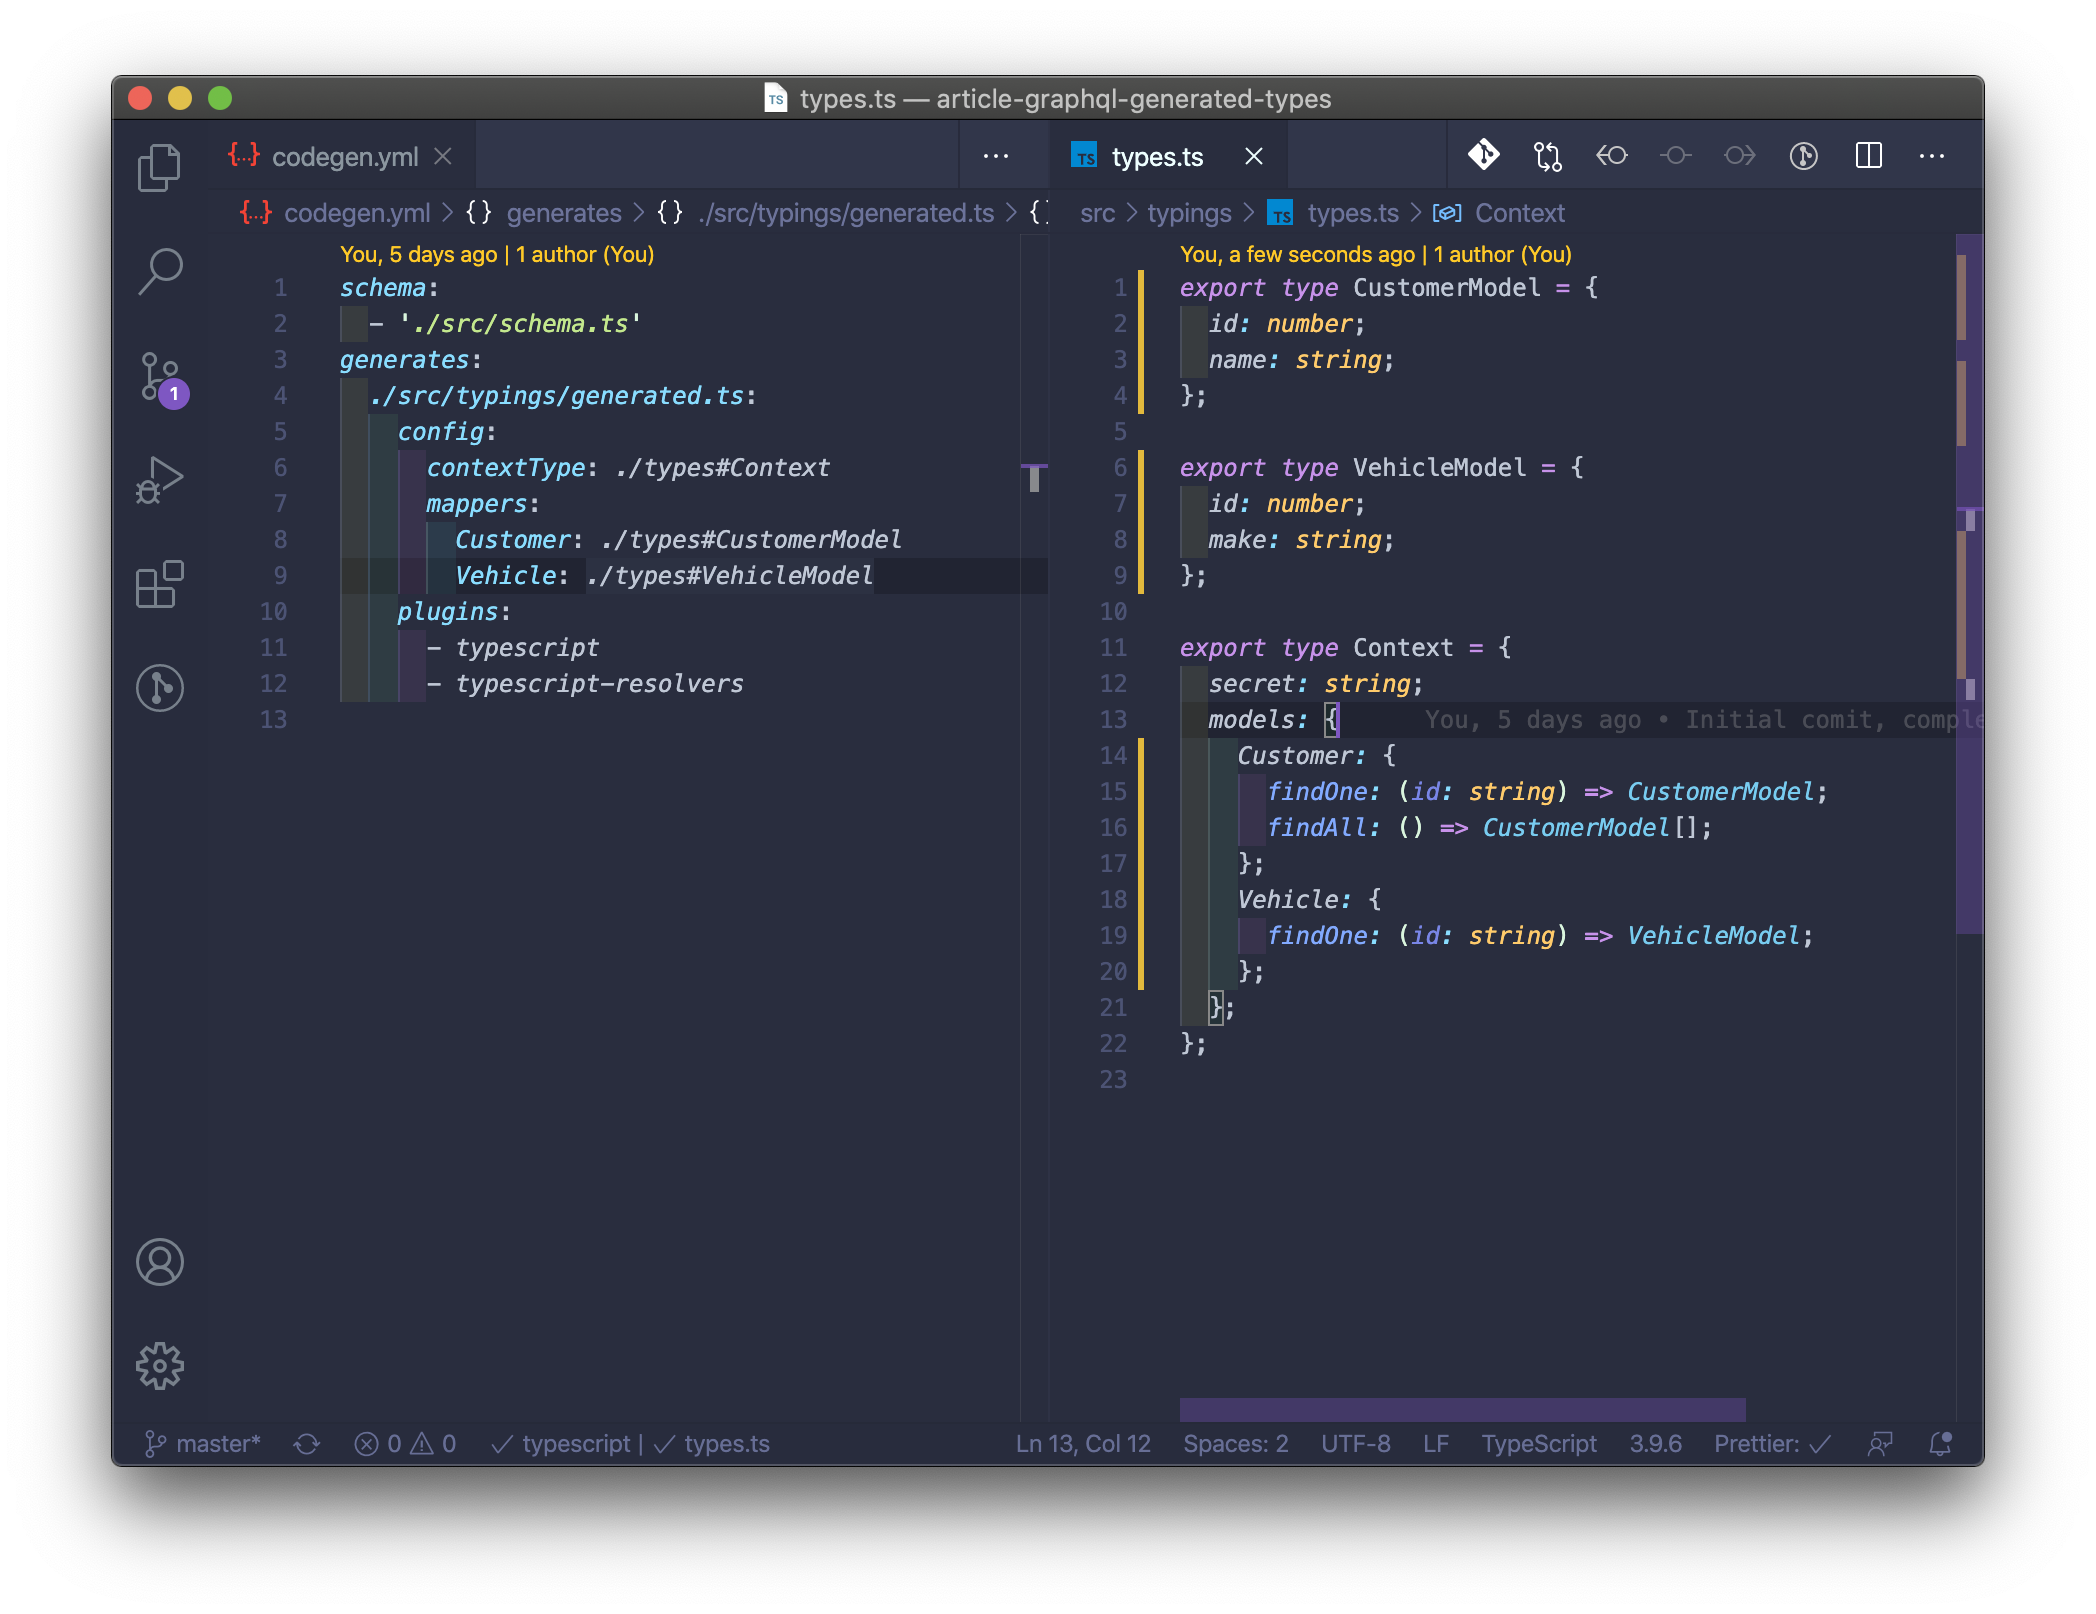 types.ts — article-graphql-generated-types
codegen.yml
codegen.yml > {} generates > {} ./src/typings/generated.ts > {}
You, 5 days ago | 1 author (You)
1 schema:
2 - './src/schema.ts'
3 generates:
4 ./src/typings/generated.ts:
5 config:
6 contextType: ./types#Context
7 mappers:
8 Customer: ./types#CustomerModel
9 Vehicle: ./types#VehicleModel
10 plugins:
11 - typescript
12 - typescript-resolvers
13
TS types.ts
src > typings > TS types.ts > Context
You, a few seconds ago | 1 author (You)
1 export type CustomerModel = {
2 id: number;
3 name: string;
4 };
5
6 export type VehicleModel = {
7 id: number;
8 make: string;
9 };
10
11 export type Context = {
12 secret: string;
13 models: { You, 5 days ago • Initial comit, comple
14 Customer: {
15 findOne: (id: string) => CustomerModel;
16 findAll: () => CustomerModel[];
17 };
18 Vehicle: {
19 findOne: (id: string) => VehicleModel;
20 };
21 };
22 };
23
1
master* 0 0 typescript | types.ts Ln 13, Col 12 Spaces: 2 UTF-8 LF TypeScript 3.9.6 Prettier: ✓